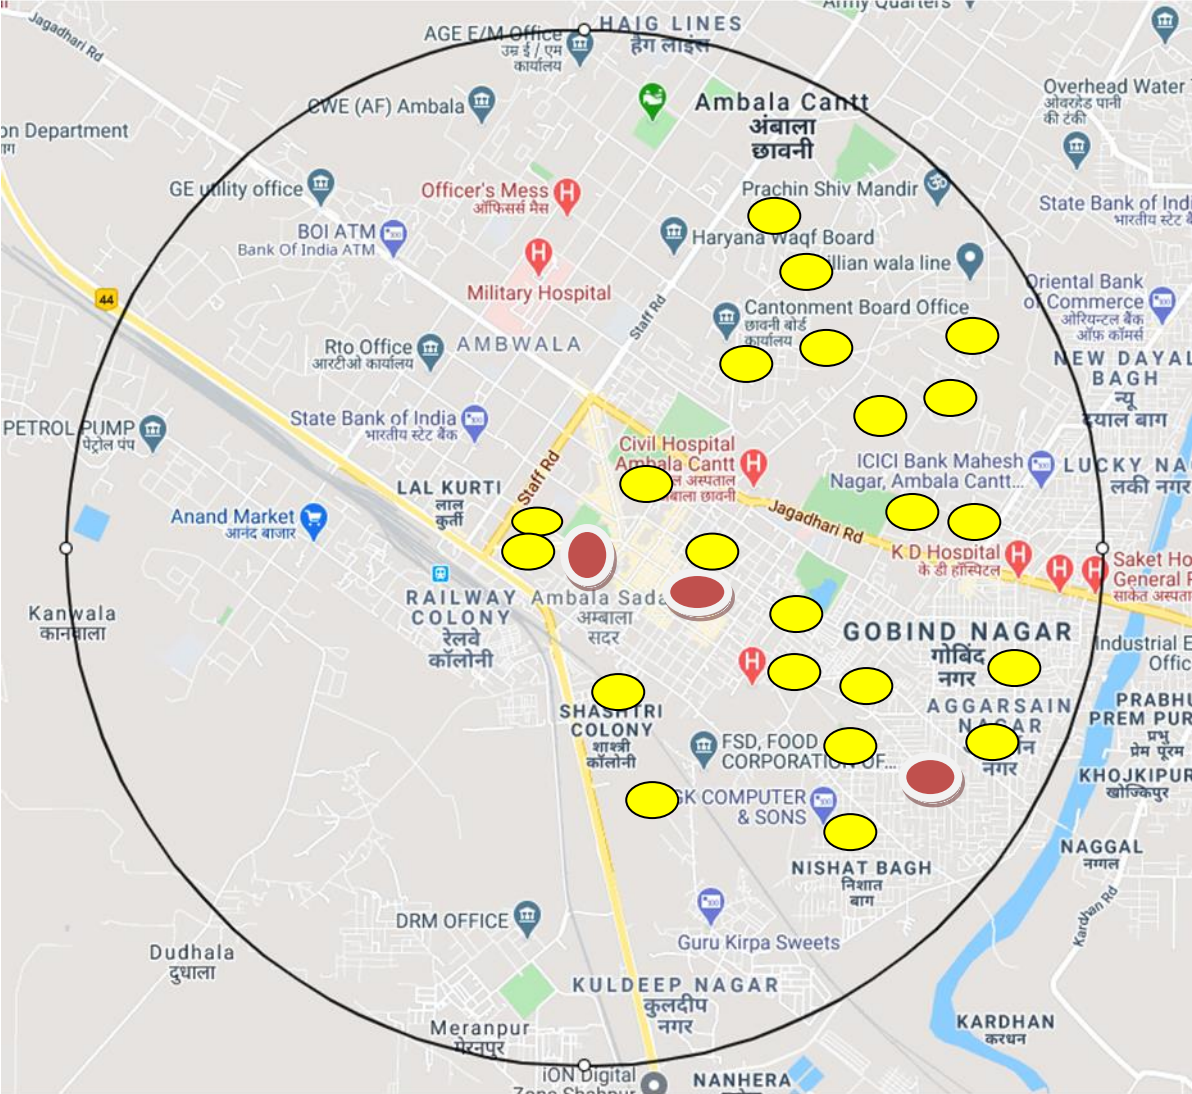 Army Quarters
Jagadhari Rd
HAIG LINES
हैग लाइंस
AGE E/M Office
कार्यालय
Overhead Water
ओवरहेड पानी
की टंकी
CWE (AF) Ambala
Ambala Cantt
अंबाला
छावनी
on Department
GE utility office
Officer's Mess
ऑफिसर्स मैस
Prachin Shiv Mandir
State Bank of Indi
BOI ATM
Bank Of India ATM
Haryana Waqf Board
illian wala line
Military Hospital
Oriental Bank
of Commerce
ओरियन्टल बैंक
ऑफ़ कॉमर्स
44
Staff Rd
Cantonment Board Office
छावनी बोर्ड
कार्यालय
Rto Office
आरटीओ कार्यालय
AMBWALA
NEW DAYAL
BAGH
न्यू
दयाल बाग
PETROL PUMP
पेट्रोल पंप
State Bank of India
भारतीय स्टेट बैंक
Civil Hospital
Ambala Cantt
ल अस्पताल
बाला छावनी
ICICI Bank Mahesh
Nagar, Ambala Cantt...
LUCKY NA
लकी नगर
Staff Rd
LAL KURTI
लाल
कुर्ती
Anand Market
आनंद बाजार
Jagadhari Rd
K D Hospital
के डी हॉस्पिटल
Saket Ho
General
साकेत अस्पता
RAILWAY
COLONY
रेलवे
कॉलोनी
Ambala Sada
अम्बाला
सदर
Kanwala
कानवाला
GOBIND NAGAR
गोबिंद
नगर
Industrial E
Offic
AGGARSAIN
NAGAR
न
नगर
PRABHU
PREM PUR
प्रभु
प्रेम पूरम
SHASHTRI
COLONY
शास्त्री
कॉलोनी
FSD, FOOD
CORPORATION OF...
KHOJKIPUR
खोज्किपुर
GK COMPUTER
& SONS
NAGGAL
नग्गल
NISHAT BAGH
निशात
बाग
Kardhan Rd
DRM OFFICE
Guru Kirpa Sweets
Dudhala
दुधाला
KULDEEP NAGAR
कुलदीप
नगर
Meranpur
मेरनपुर
KARDHAN
करधन
iON Digital
Zone Shahpur
NANHERA